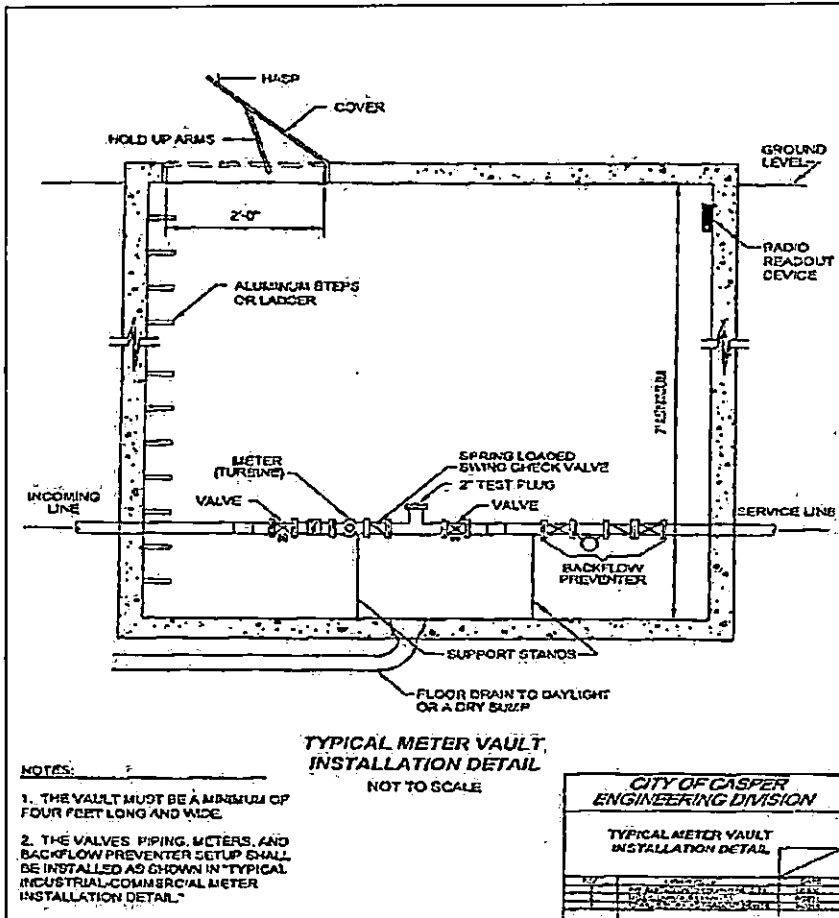 HASP
COVER
HOLD UP ARMS
GROUND
LEVEL
2'-0"
RADIO
READOUT
DEVICE
ALUMINUM STEPS
OR LADDER
7' MINIMUM
METER
(TURBINE)
SPRING LOADED
SWING CHECK VALVE
2" TEST PLUG
VALVE
VALVE
INCOMING
LINE
SERVICE LINE
BACKFLOW
PREVENTER
SUPPORT STANDS
FLOOR DRAIN TO DAYLIGHT
OR A DRY SUMP
TYPICAL METER VAULT
INSTALLATION DETAIL
NOT TO SCALE
NOTES:
1. THE VAULT MUST BE A MINIMUM OF
FOUR FEET LONG AND WIDE.
2. THE VALVES, PIPING, METERS, AND
BACKFLOW PREVENTER SETUP SHALL
BE INSTALLED AS SHOWN IN "TYPICAL
INDUSTRIAL-COMMERCIAL METER
INSTALLATION DETAIL."
CITY OF CASPER
ENGINEERING DIVISION
TYPICAL METER VAULT
INSTALLATION DETAIL